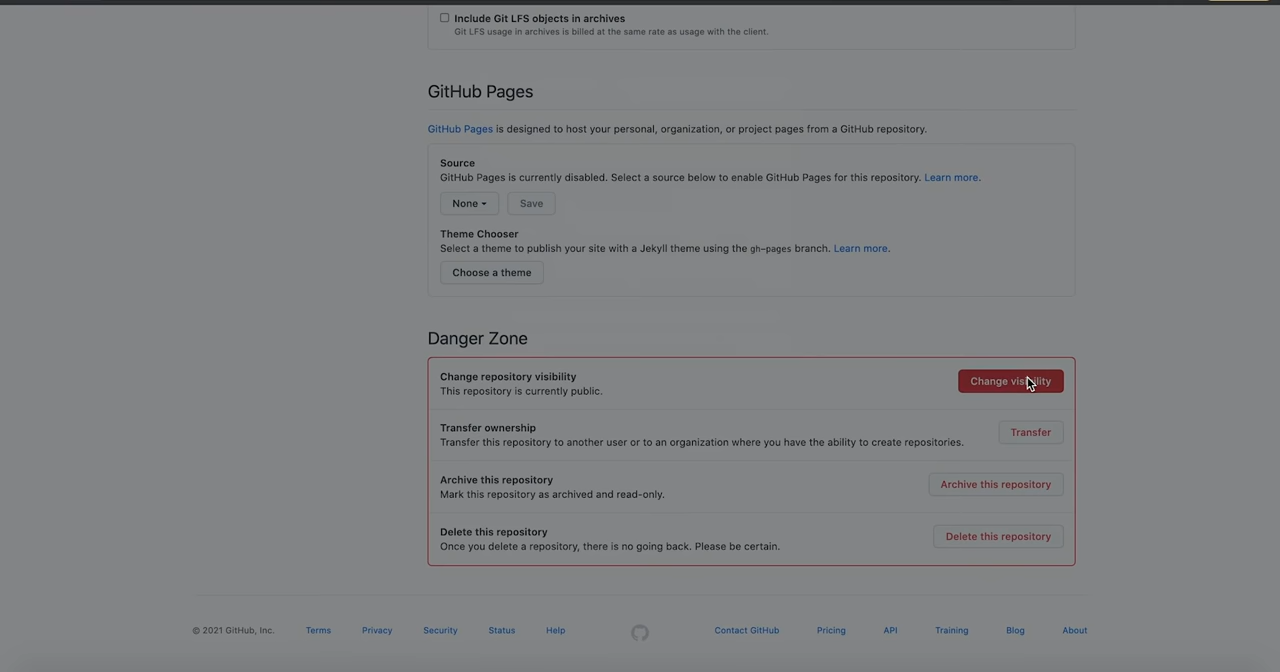 Include Git LFS objects in archives
Git LFS usage in archives is billed at the same rate as usage with the client.
GitHub Pages
GitHub Pages is designed to host your personal, organization, or project pages from a GitHub repository.
Source
GitHub Pages is currently disabled. Select a source below to enable GitHub Pages for this repository. Learn more.
None Save
Theme Chooser
Select a theme to publish your site with a Jekyll theme using the gh-pages branch. Learn more.
Choose a theme
Danger Zone
Change repository visibility
This repository is currently public.
Change visibility
Transfer ownership
Transfer this repository to another user or to an organization where you have the ability to create repositories.
Transfer
Archive this repository
Mark this repository as archived and read-only.
Archive this repository
Delete this repository
Once you delete a repository, there is no going back. Please be certain.
Delete this repository
© 2021 GitHub, Inc. Terms Privacy Security Status Help Contact GitHub Pricing API Training Blog About